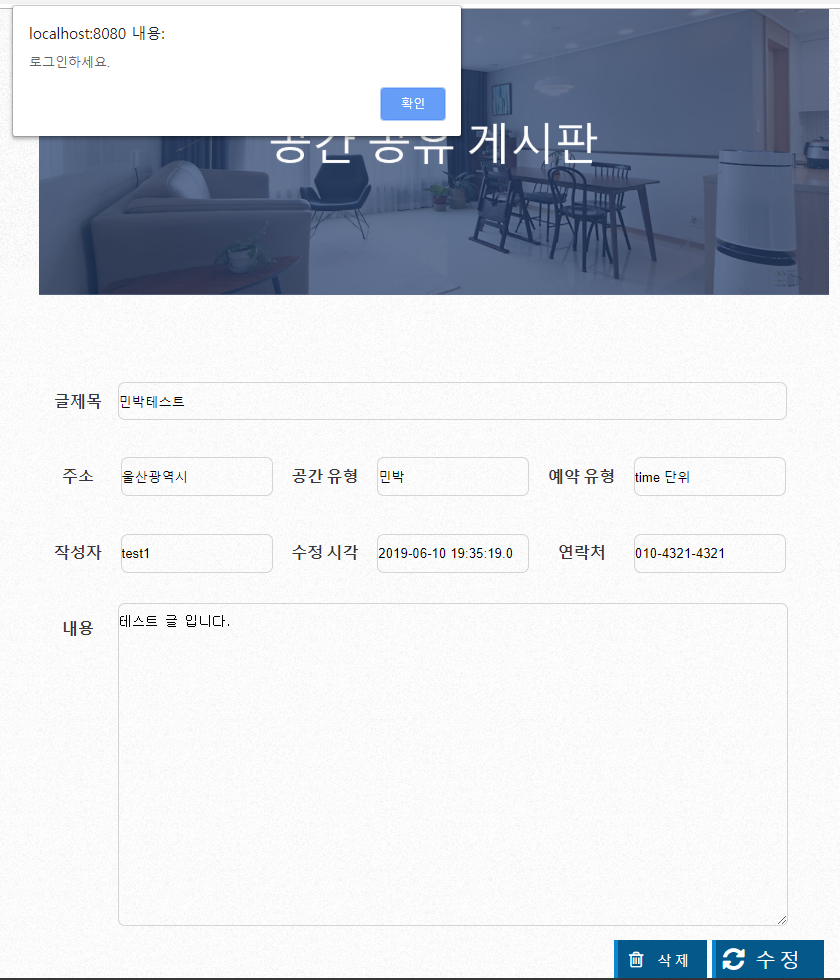 localhost:8080 내용:
로그인하세요.
확인
공간 공유 게시판
글제목 민박테스트
주소 울산광역시 공간 유형 민박 예약 유형 time 단위
작성자 test1 수정 시각 2019-06-10 19:35:19.0 연락처 010-4321-4321
내용 테스트 글 입니다.
삭제 수정